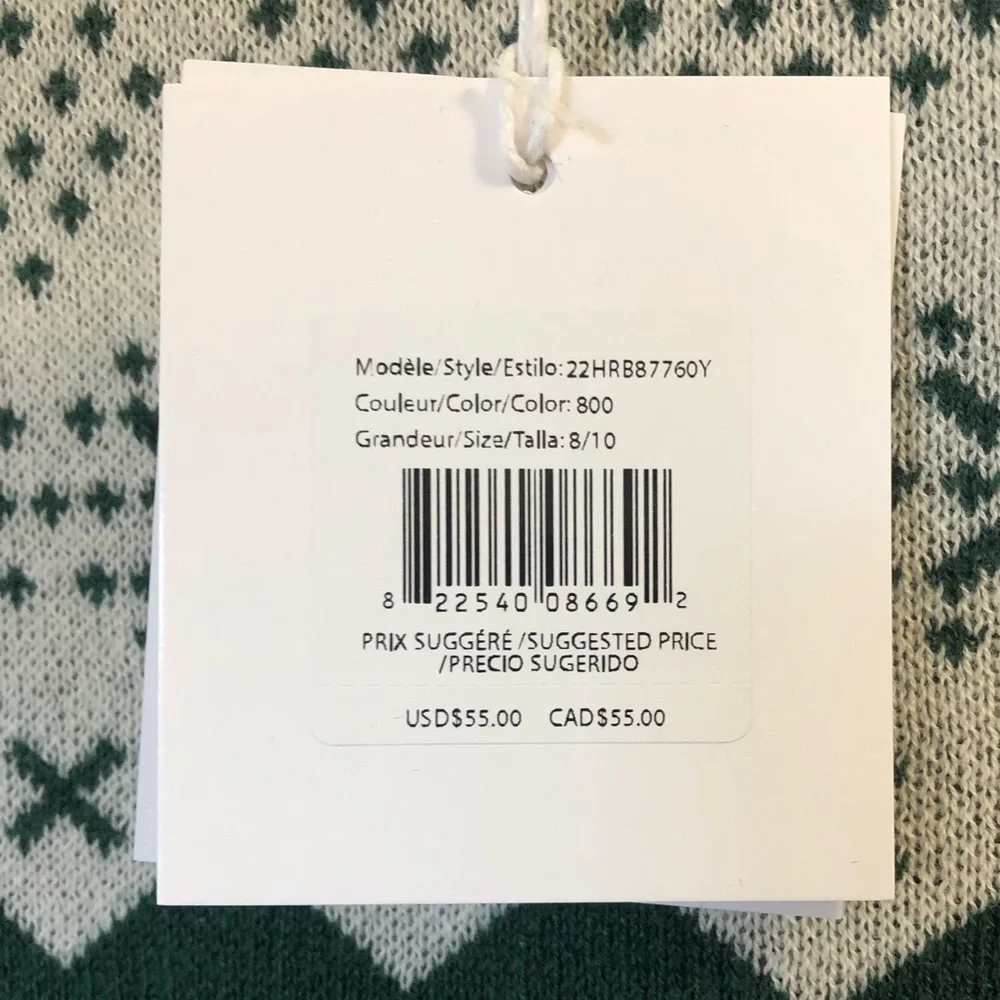 Modèle/Style/Estilo: 22HRB87760Y
Couleur/Color/Color: 800
Grandeur/Size/Talla: 8/10
8 22540 08669 2
PRIX SUGGÉRÉ /SUGGESTED PRICE
/PRECIO SUGERIDO
USD$55.00 CAD$55.00